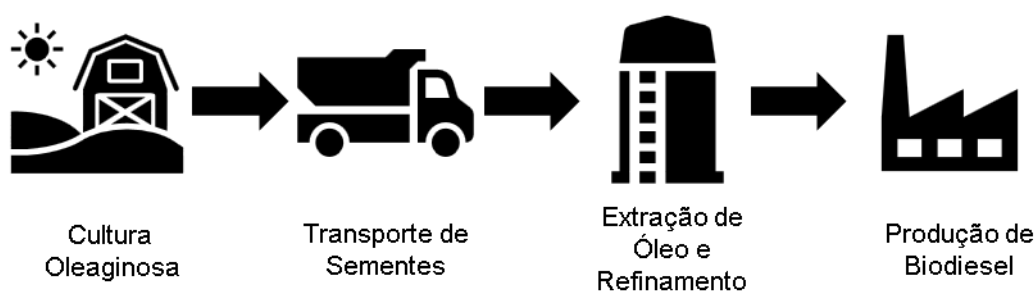 Cultura
Oleaginosa
Transporte de
Sementes
Extração de
Óleo e
Refinamento
Produção de
Biodiesel